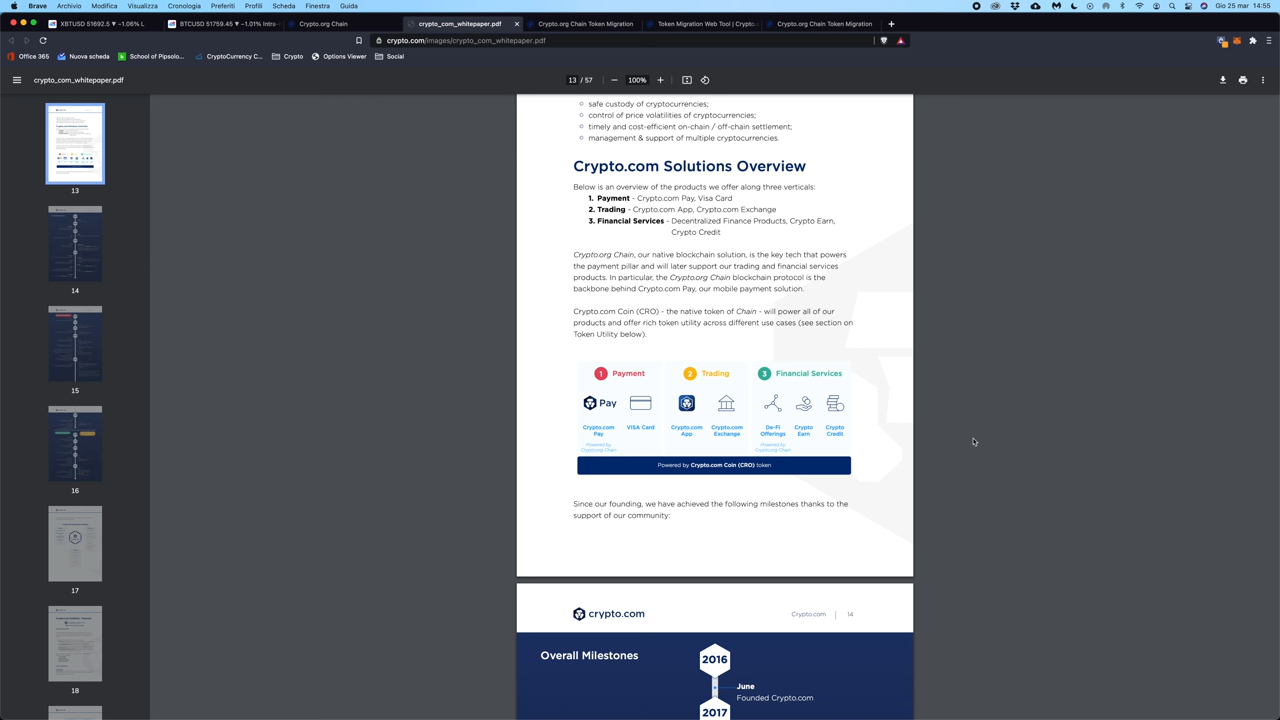 Brave Archivio Modifica Visualizza Cronologia Preferiti Profili Scheda Finestra Guida
Gio 25 mar 14:55
XBTUSD 51692.5 ▼ −1.06% L
BTCUSD 51759.45 ▼ −1.01% Intra-
Crypto.org Chain
crypto_com_whitepaper.pdf
Crypto.org Chain Token Migration
Token Migration Web Tool | Crypto.
Crypto.org Chain Token Migration
crypto.com/images/crypto_com_whitepaper.pdf
Office 365
Nuova scheda
School of Pipsolo...
CryptoCurrency C...
Crypto
Options Viewer
Social
crypto_com_whitepaper.pdf
13 / 57
100%
13
14
15
16
17
18
safe custody of cryptocurrencies;
control of price volatilities of cryptocurrencies;
timely and cost-efficient on-chain / off-chain settlement;
management & support of multiple cryptocurrencies.
Crypto.com Solutions Overview
Below is an overview of the products we offer along three verticals:
1. Payment - Crypto.com Pay, Visa Card
2. Trading - Crypto.com App, Crypto.com Exchange
3. Financial Services - Decentralized Finance Products, Crypto Earn,
Crypto Credit
Crypto.org Chain, our native blockchain solution, is the key tech that powers
the payment pillar and will later support our trading and financial services
products. In particular, the Crypto.org Chain blockchain protocol is the
backbone behind Crypto.com Pay, our mobile payment solution.
Crypto.com Coin (CRO) - the native token of Chain - will power all of our
products and offer rich token utility across different use cases (see section on
Token Utility below).
1 Payment
2 Trading
3 Financial Services
Pay
Crypto.com
Pay
VISA Card
Crypto.com
App
Crypto.com
Exchange
De-Fi
Offerings
Crypto
Earn
Crypto
Credit
Powered by
Crypto.org Chain
Powered by
Crypto.org Chain
Powered by Crypto.com Coin (CRO) token
Since our founding, we have achieved the following milestones thanks to the
support of our community:
crypto.com
Crypto.com | 14
Overall Milestones
2016
June
Founded Crypto.com
2017